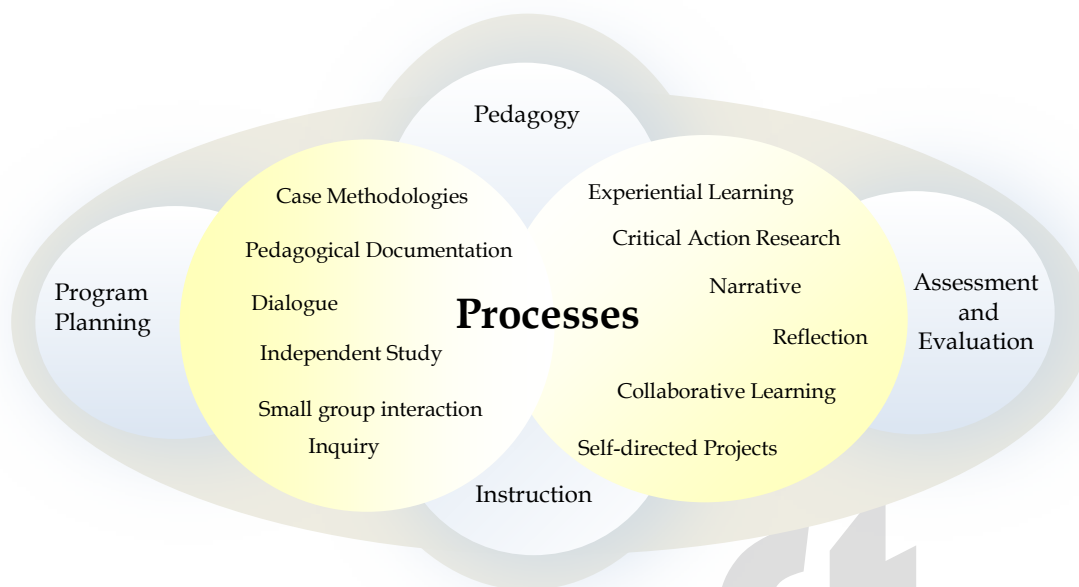 Pedagogy
Case Methodologies
Experiential Learning
Pedagogical Documentation
Critical Action Research
Program
Planning
Dialogue
Narrative
Processes
Assessment
and
Evaluation
Reflection
Independent Study
Small group interaction
Collaborative Learning
Inquiry
Self-directed Projects
Instruction